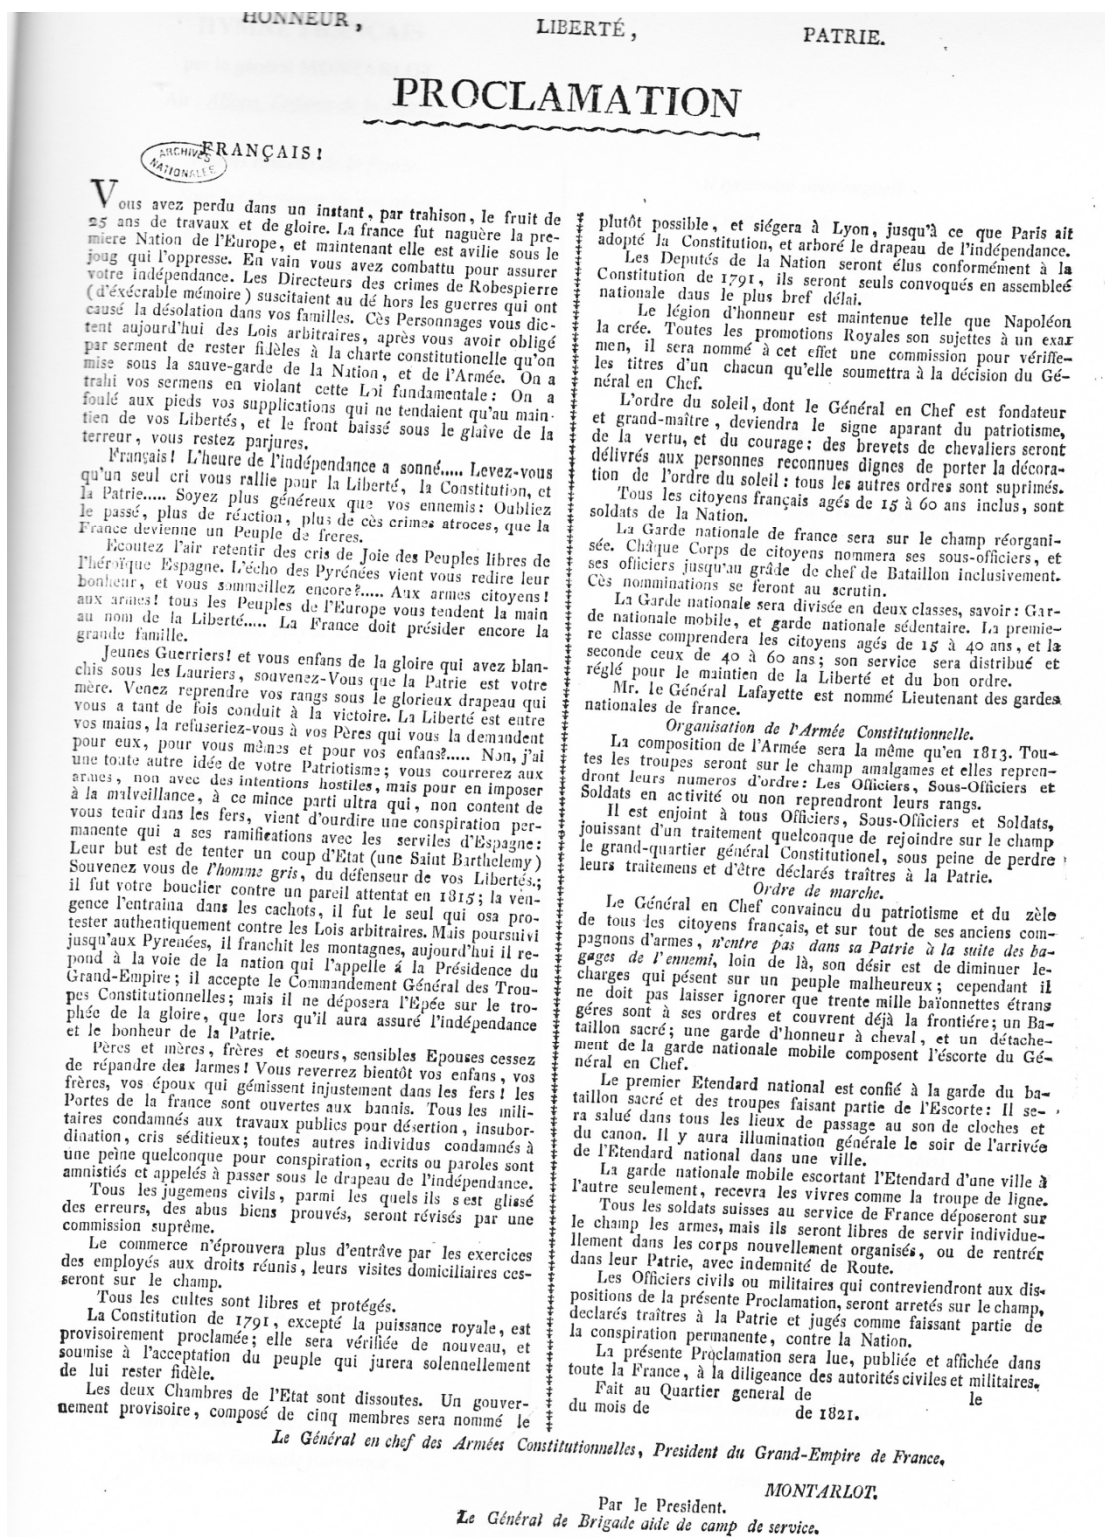 HONNEUR, LIBERTÉ, PATRIE.
PROCLAMATION
ARCHIVES
NATIONALES
FRANÇAIS!
Vous avez perdu dans un instant, par trahison, le fruit de
25 ans de travaux et de gloire. La france fut naguère la pre-
miere Nation de l'Europe, et maintenant elle est avilie sous le
joug qui l'oppresse. En vain vous avez combattu pour assurer
votre indépendance. Les Directeurs des crimes de Robespierre
(d'éxécrable mémoire) suscitaient au dé hors les guerres qui ont
causé la désolation dans vos familles. Cès Personnages vous dic-
tent aujourd'hui des Lois arbitraires, après vous avoir obligé
par serment de rester fidèles à la charte constitutionelle qu'on
mise sous la sauve-garde de la Nation, et de l'Armée. On a
trahi vos sermens en violant cette Loi fundamentale: On a
foulé aux pieds vos supplications qui ne tendaient qu'au main-
tien de vos Libertés, et le front baissé sous le glaîve de la
terreur, vous restez parjures.
Français! L'heure de l'indépendance a sonné..... Levez-vous
qu'un seul cri vous rallie pour la Liberté, la Constitution, et
la Patrie..... Soyez plus généreux que vos ennemis: Oubliez
le passé, plus de réaction, plus de cès crimes atroces, que la
France devienne un Peuple de freres.
Ecoutez l'air retentir des cris de Joie des Peuples libres de
l'héroïque Espagne. L'écho des Pyrénées vient vous redire leur
bonheur, et vous sommeillez encore?..... Aux armes citoyens!
aux armes! tous les Peuples de l'Europe vous tendent la main
au nom de la Liberté..... La France doit présider encore la
grande famille.
Jeunes Guerriers! et vous enfans de la gloire qui avez blan-
chis sous les Lauriers, souvenez-Vous que la Patrie est votre
mère. Venez reprendre vos rangs sous le glorieux drapeau qui
vous a tant de fois conduit à la victoire. La Liberté est entre
vos mains, la refuseriez-vous à vos Pères qui vous la demandent
pour eux, pour vous mêmes et pour vos enfans?..... Non, j'ai
une toute autre idée de votre Patriotisme; vous courrerez aux
armes, non avec des intentions hostiles, mais pour en imposer
à la malveillance, à ce mince parti ultra qui, non content de
vous tenir dans les fers, vient d'ourdire une conspiration per-
manente qui a ses ramifications avec les serviles d'Espagne:
Leur but est de tenter un coup d'Etat (une Saint Barthelemy)
Souvenez vous de l'homme gris, du défenseur de vos Libertés.;
il fut votre bouclier contre un pareil attentat en 1815; la ven-
gence l'entraina dans les cachots, il fut le seul qui osa pro-
tester authentiquement contre les Lois arbitraires. Mais poursuivi
jusqu'aux Pyrenées, il franchit les montagnes, aujourd'hui il re-
pond à la voie de la nation qui l'appelle á la Présidence du
Grand-Empire; il accepte le Commandement Général des Trou-
pes Constitutionnelles; mais il ne déposera l'Epée sur le tro-
phée de la gloire, que lors qu'il aura assuré l'indépendance
et le bonheur de la Patrie.
Pères et mères, frères et soeurs, sensibles Epouses cessez
de répandre des larmes! Vous reverrez bientôt vos enfans, vos
frères, vos époux qui gémissent injustement dans les fers! les
Portes de la france sont ouvertes aux bannis. Tous les mili-
taires condamnés aux travaux publics pour désertion, insubor-
dination, cris séditieux; toutes autres individus condamnés à
une peìne quelconque pour conspiration, ecrits ou paroles sont
amnistiés et appelés à passer sous le drapeau de l'indépendance.
Tous les jugemens civils, parmi les quels ils s'est glissé
des erreurs, des abus biens prouvés, seront révisés par une
commission suprême.
Le commerce n'éprouvera plus d'entrâve par les exercices
des employés aux droits réunis, leurs visites domiciliaires ces-
seront sur le champ.
Tous les cultes sont libres et protégés.
La Constitution de 1791, excepté la puissance royale, est
provisoirement proclamée; elle sera vérifiée de nouveau, et
soumise à l'acceptation du peuple qui jurera solennellement
de lui rester fidèle.
Les deux Chambres de l'Etat sont dissoutes. Un gouver-
nement provisoire, composé de cinq membres sera nommé le
plutôt possible, et siégera à Lyon, jusqu'à ce que Paris ait
adopté la Constitution, et arboré le drapeau de l'indépendance.
Les Deputés de la Nation seront élus conformément à la
Constitution de 1791, ils seront seuls convoqués en assembleé
nationale daus le plus bref délai.
Le légion d'honneur est maintenue telle que Napoléon
la crée. Toutes les promotions Royales son sujettes à un exar
men, il sera nommé à cet effet une commission pour vériffe-
les titres d'un chacun qu'elle soumettra à la décision du Gé-
néral en Chef.
L'ordre du soleil, dont le Général en Chef est fondateur
et grand-maître, deviendra le signe aparant du patriotisme,
de la vertu, et du courage: des brevets de chevaliers seront
délivrés aux personnes reconnues dignes de porter la décora-
tion de l'ordre du soleil: tous les autres ordres sont suprimés.
Tous les citoyens français agés de 15 à 60 ans inclus, sont
soldats de la Nation.
La Garde nationale de france sera sur le champ réorgani-
sée. Châque Corps de citoyens nommera ses sous-officiers, et
ses officiers jusqu'au grâde de chef de Bataillon inclusivement.
Cès nomminations se feront au scrutin.
La Garde nationale sera divisée en deux classes, savoir: Gar-
de nationale mobile, et garde nationale sédentaire. La premie-
re classe comprendera les citoyens agés de 15 à 40 ans, et la
seconde ceux de 40 à 60 ans; son service sera distribué et
réglé pour le maintien de la Liberté et du bon ordre.
Mr. le Général Lafayette est nommé Lieutenant des gardes
nationales de france.
Organisation de l'Armée Constitutionnelle.
La composition de l'Armée sera la même qu'en 1813. Tou-
tes les troupes seront sur le champ amalgames et elles repren-
dront leurs numeros d'ordre: Les Officiers, Sous-Officiers et
Soldats en activité ou non reprendront leurs rangs.
Il est enjoint à tous Officiers, Sous-Officiers et Soldats,
jouissant d'un traitement quelconque de rejoindre sur le champ
le grand-quartier général Constitutionel, sous peine de perdre
leurs traitemens et d'être déclarés traîtres à la Patrie.
Ordre de marche.
Le Général en Chef convaincu du patriotisme et du zèle
de tous les citoyens français, et sur tout de ses anciens com-
pagnons d'armes, n'entre pas dans sa Patrie à la suite des ba-
gages de l'ennemi, loin de là, son désir est de diminuer le-
charges qui pésent sur un peuple malheureux; cependant il
ne doit pas laisser ignorer que trente mille baïonnettes étrans
géres sont à ses ordres et couvrent déjà la frontiére; un Ba-
taillon sacré; une garde d'honneur à cheval, et un détache-
ment de la garde nationale mobile composent l'éscorte du Gé-
néral en Chef.
Le premier Etendard national est confié à la garde du ba-
taillon sacré et des troupes faisant partie de l'Escorte: Il se-
ra salué dans tous les lieux de passage au son de cloches et
du canon. Il y aura illumination générale le soir de l'arrivée
de l'Etendard national dans une ville.
La garde nationale mobile escortant l'Etendard d'une ville à
l'autre seulement, recevra les vivres comme la troupe de ligne.
Tous les soldats suisses au service de France déposeront sur
le champ les armes, mais ils seront libres de servir individue-
llement dans les corps nouvellement organisés, ou de rentrer
dans leur Patrie, avec indemnité de Route.
Les Officiers civils ou militaires qui contreviendront aux dis-
positions de la présente Proclamation, seront arretés sur le champ,
declarés traîtres à la Patrie et jugés comme faissant partie de
la conspiration permanente, contre la Nation.
La présente Pròclamation sera lue, publiée et affichée dans
toute la France, à la diligeance des autorités civiles et militaires.
Fait au Quartier general de le
du mois de de 1821.
Le Général en chef des Armées Constitutionnelles, President du Grand-Empire de France,
MONTARLOT.
Par le President.
Le Général de Brigade aide de camp de service.